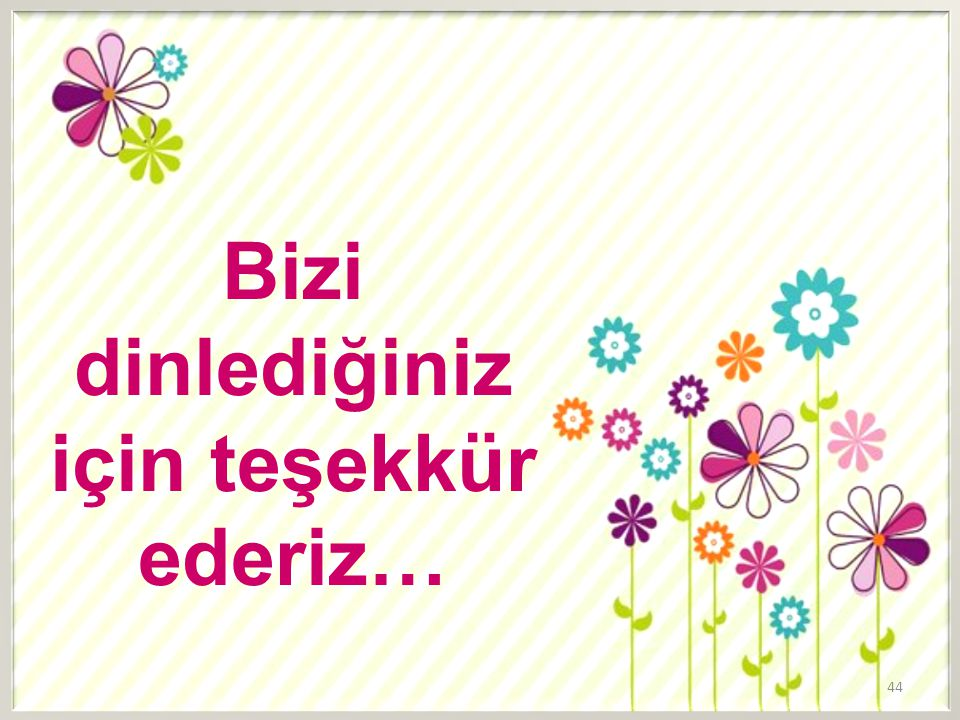 Bizi
dinlediğiniz
için teşekkür
ederiz…
44